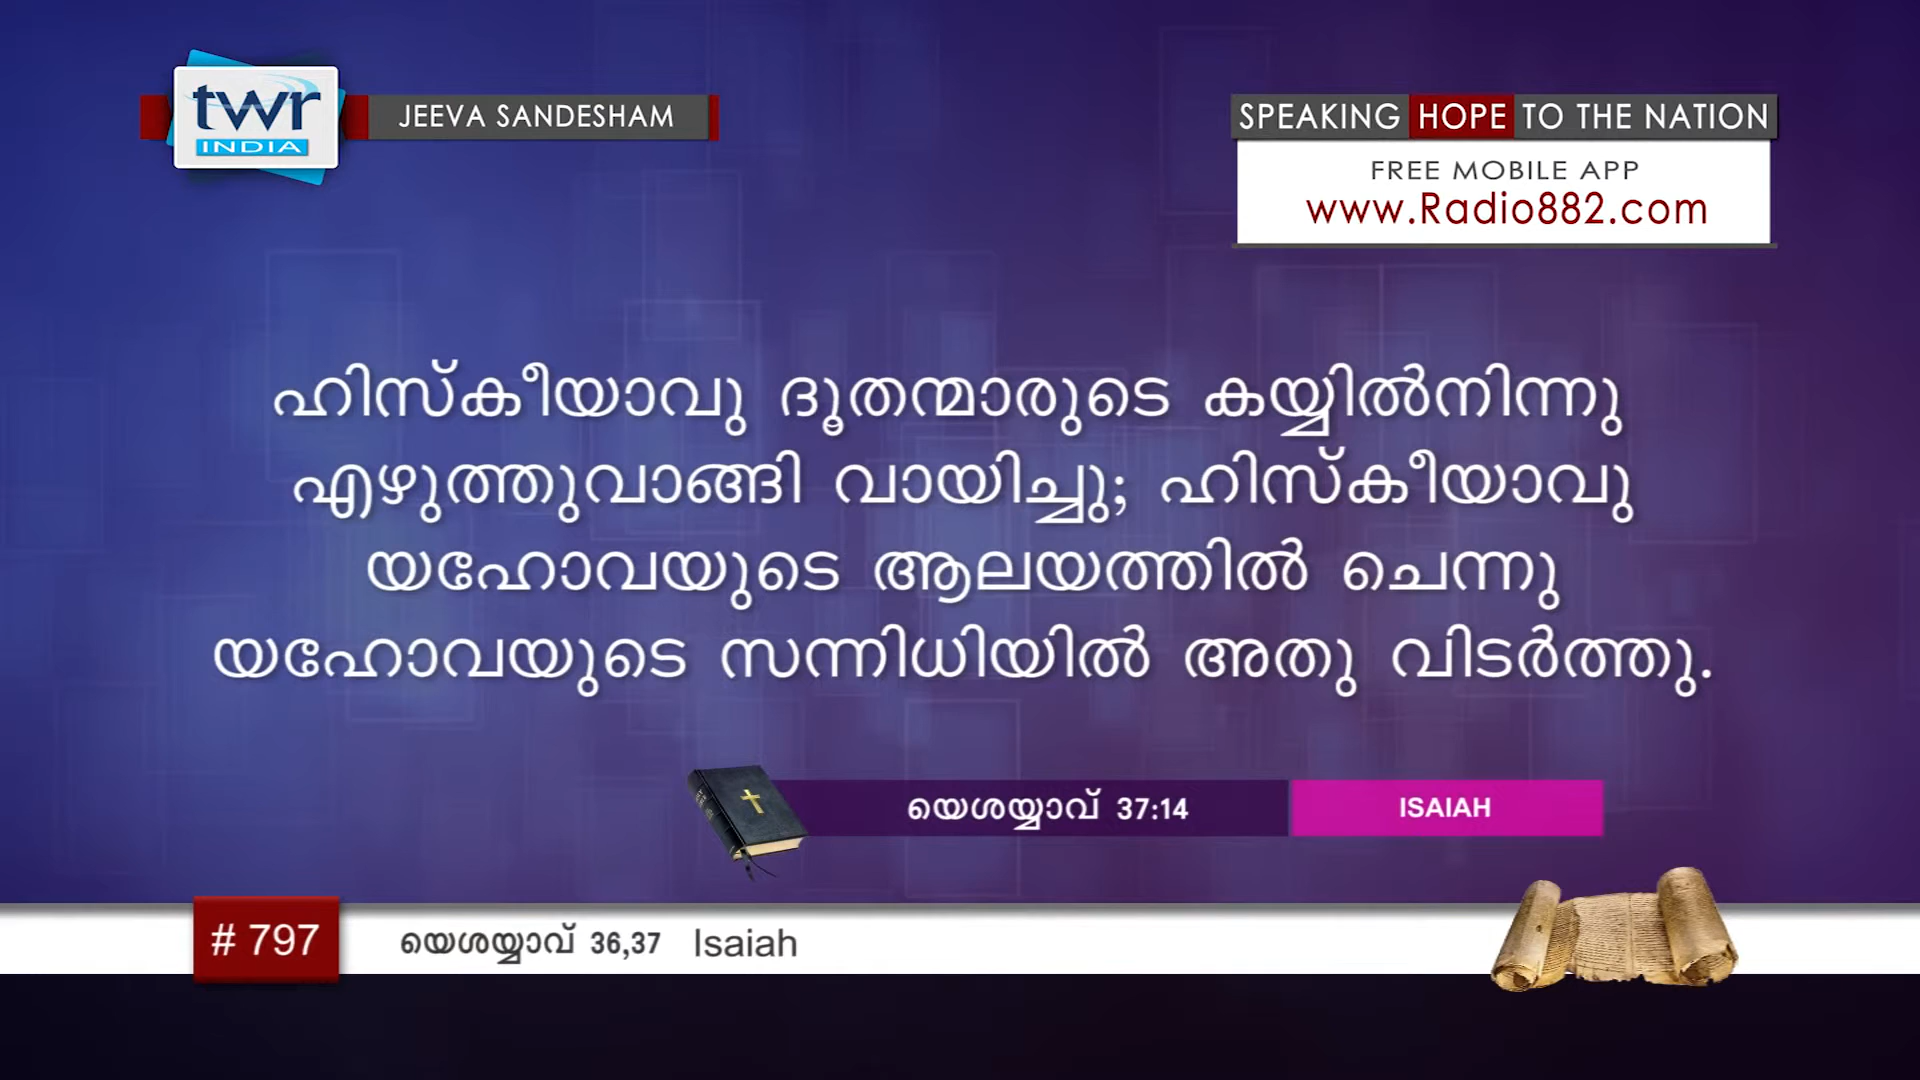 twr
INDIA
JEEVA SANDESHAM
SPEAKING HOPE TO THE NATION
FREE MOBILE APP
www.Radio882.com
ഹിസ്കീയാവു ദൂതന്മാരുടെ കയ്യിൽനിന്നു
എഴുത്തുവാങ്ങി വായിച്ചു; ഹിസ്കീയാവു
യഹോവയുടെ ആലയത്തിൽ ചെന്നു
യഹോവയുടെ സന്നിധിയിൽ അതു വിടർത്തു.
യെശയ്യാവ് 37:14
ISAIAH
# 797
യെശയ്യാവ് 36,37 Isaiah